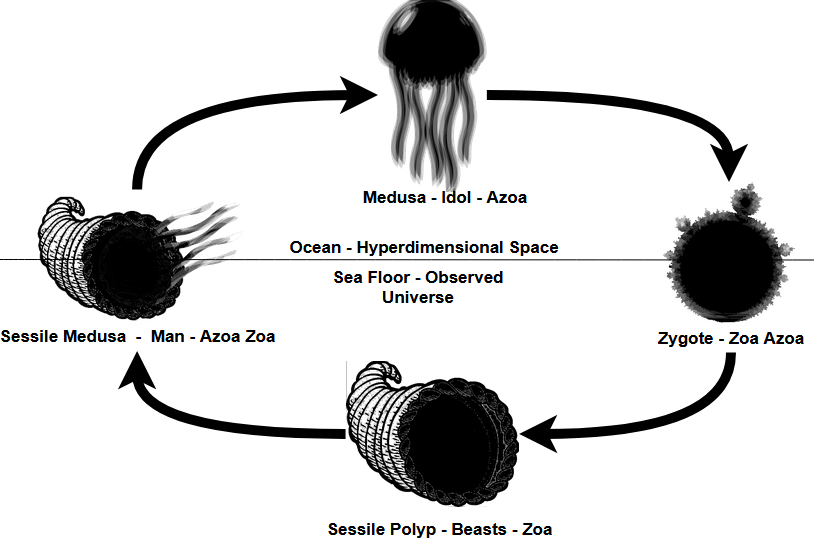 Medusa - Idol - Azoa
Ocean - Hyperdimensional Space
Sea Floor - Observed
Universe
Sessile Medusa - Man - Azoa Zoa
Zygote - Zoa Azoa
Sessile Polyp - Beasts - Zoa